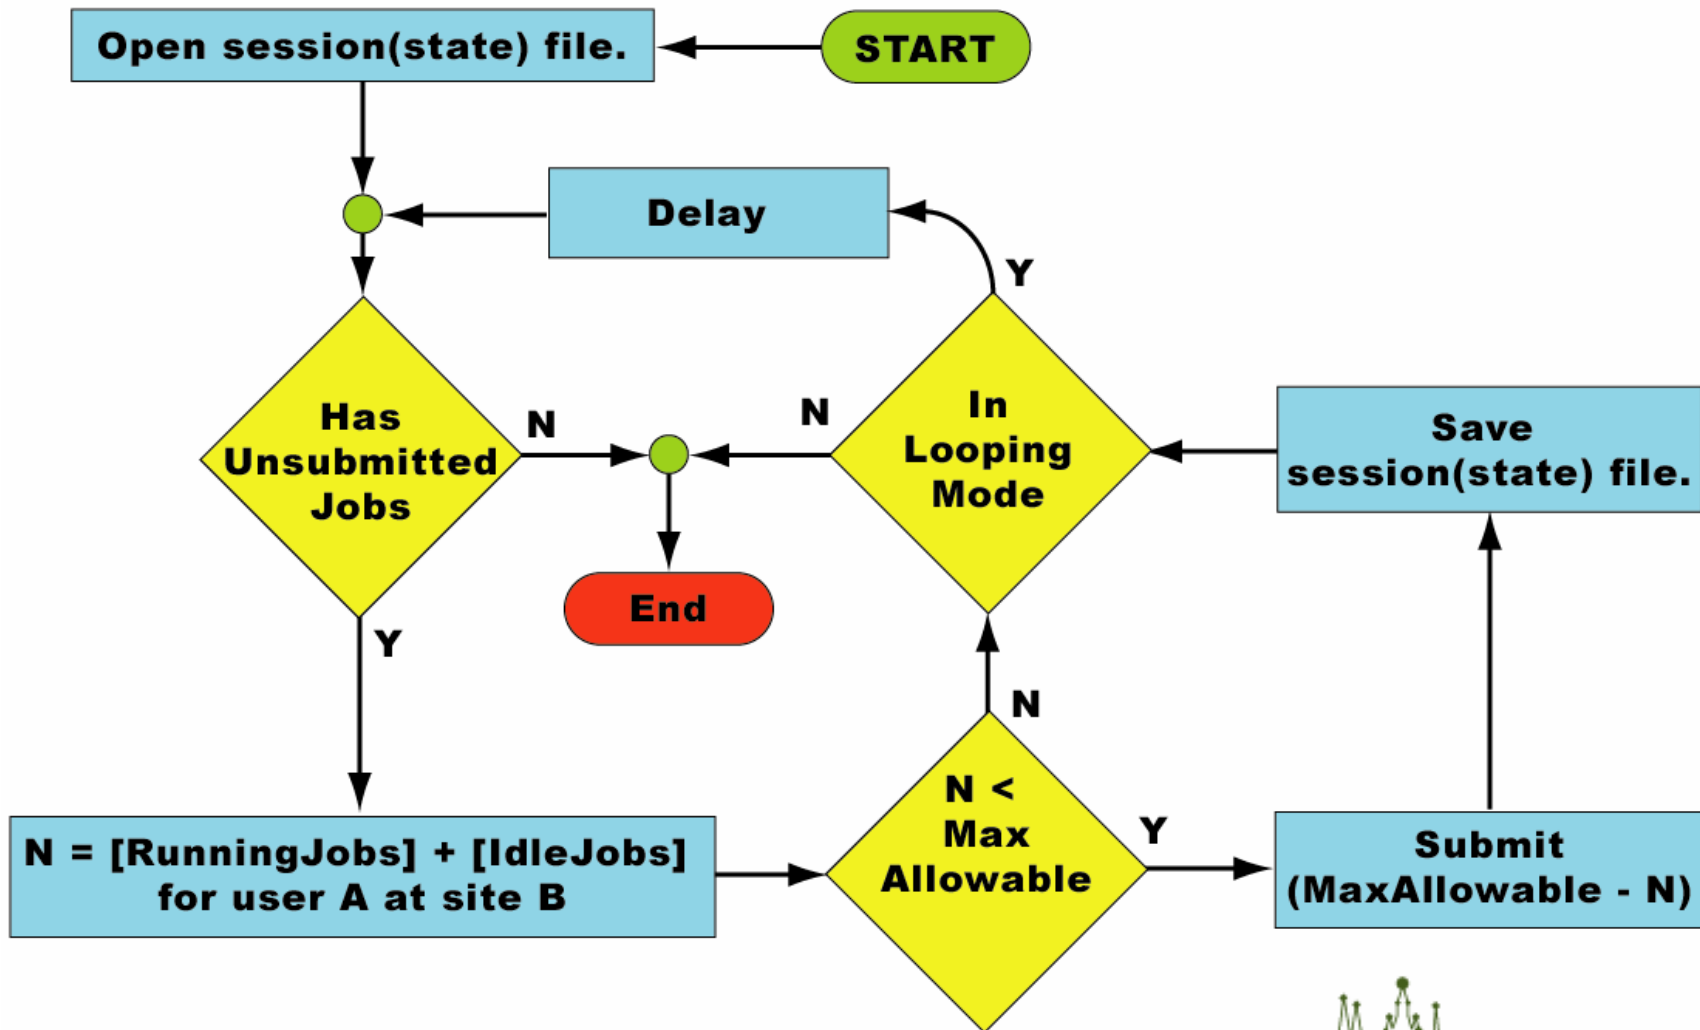 Open session(state) file.
START
Delay
Y
Has
Unsubmitted
Jobs
N
N
In
Looping
Mode
Save
session(state) file.
End
Y
N
N = [RunningJobs] + [IdleJobs]
for user A at site B
N <
Max
Allowable
Y
Submit
(MaxAllowable - N)